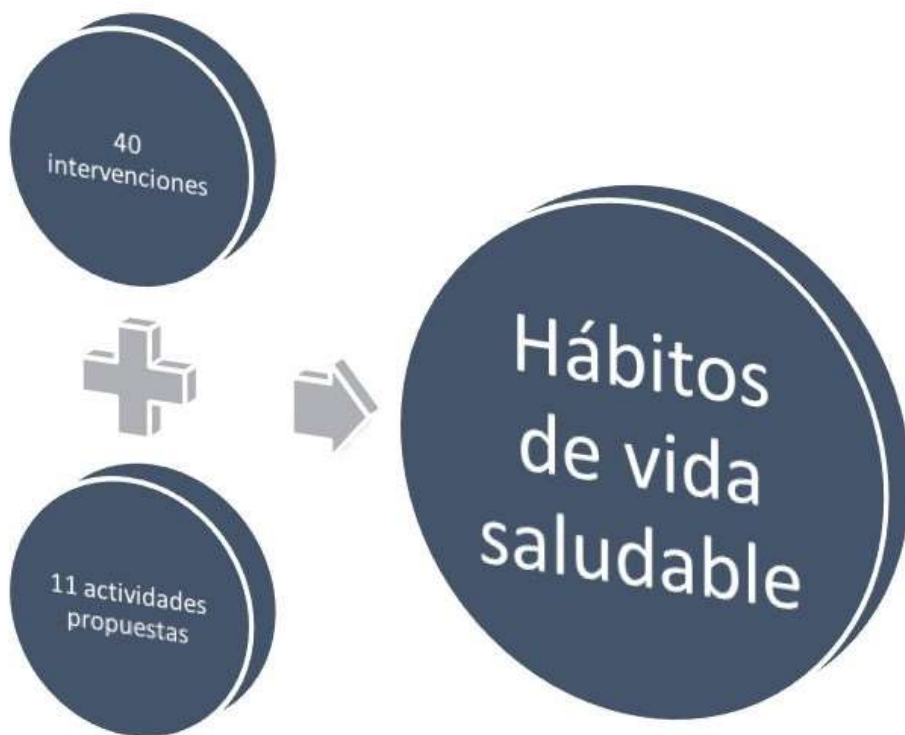 40
intervenciones
11 actividades
propuestas
Hábitos
de vida
saludable